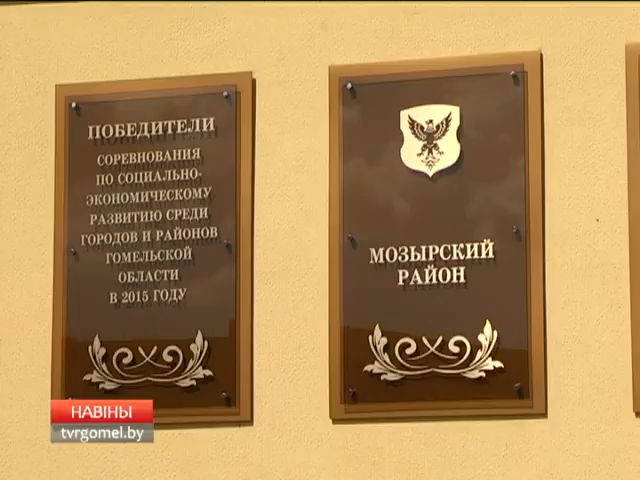 ПОБЕДИТЕЛИ
СОРЕВНОВАНИЯ
ПО СОЦИАЛЬНО-
ЭКОНОМИЧЕСКОМУ
РАЗВИТИЮ СРЕДИ
ГОРОДОВ И РАЙОНОВ
ГОМЕЛЬСКОЙ
ОБЛАСТИ
В 2015 ГОДУ
МОЗЫРСКИЙ
РАЙОН
НАВІНЫ
tvrgomel.by